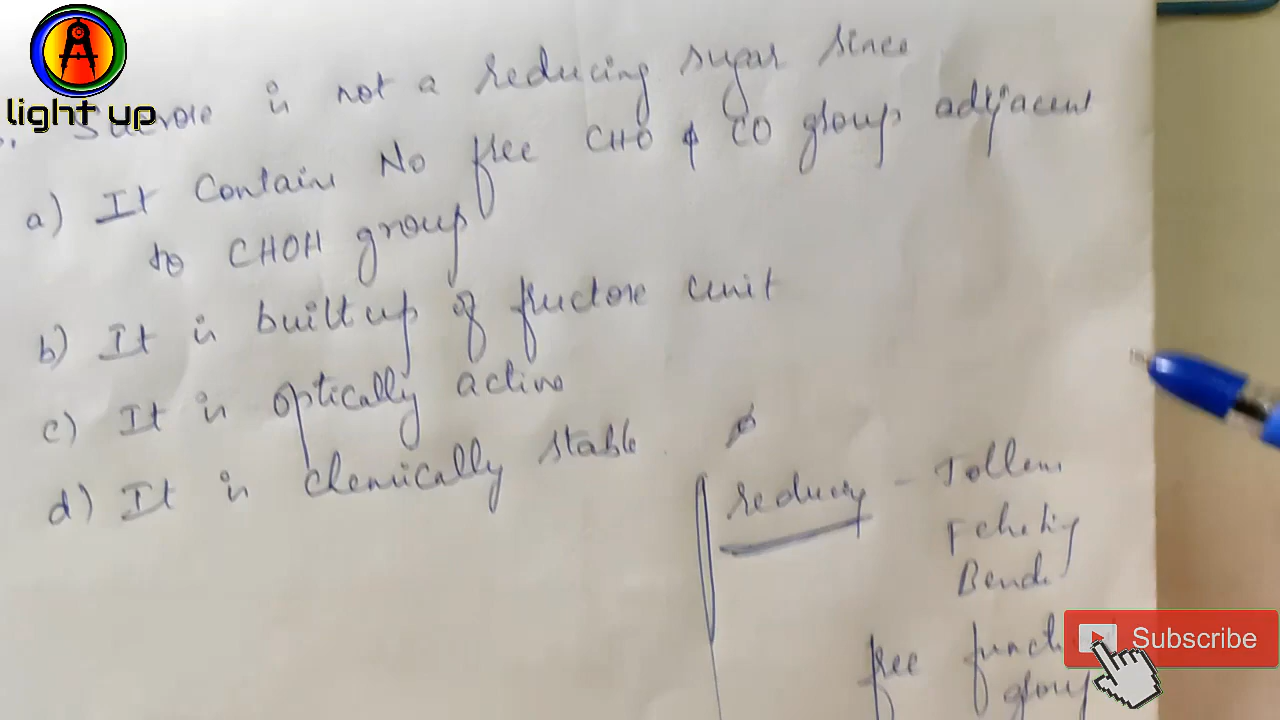 light up
Sucrose is not a reducing sugar since
a) It Contain No free CHO & CO group adjacent
to CHOH group
b) It is built up of fructose unit
c) It is optically active
d) It is chemically stable.
reducing - Tollens
Fehling
free
group
Subscribe